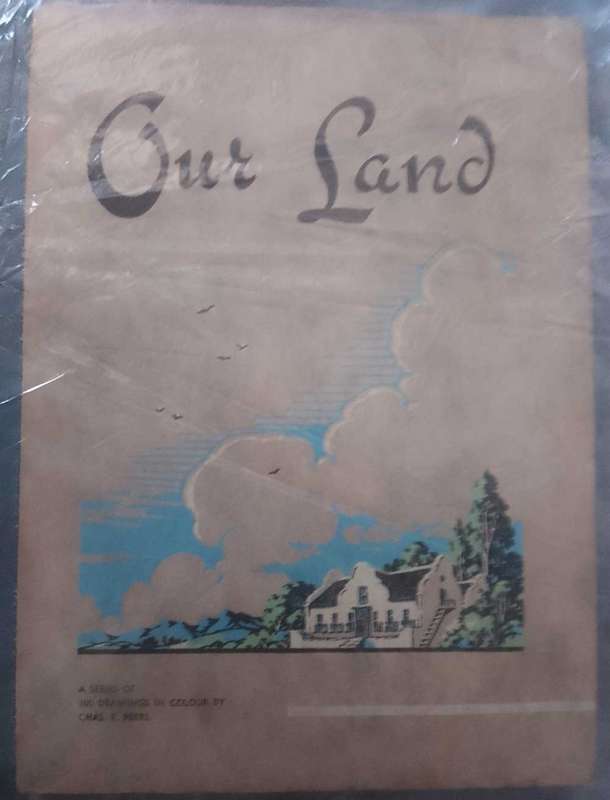 Our Land
A SERIES OF
100 DRAWINGS IN COLOUR BY
CHAS. E. PEERS.